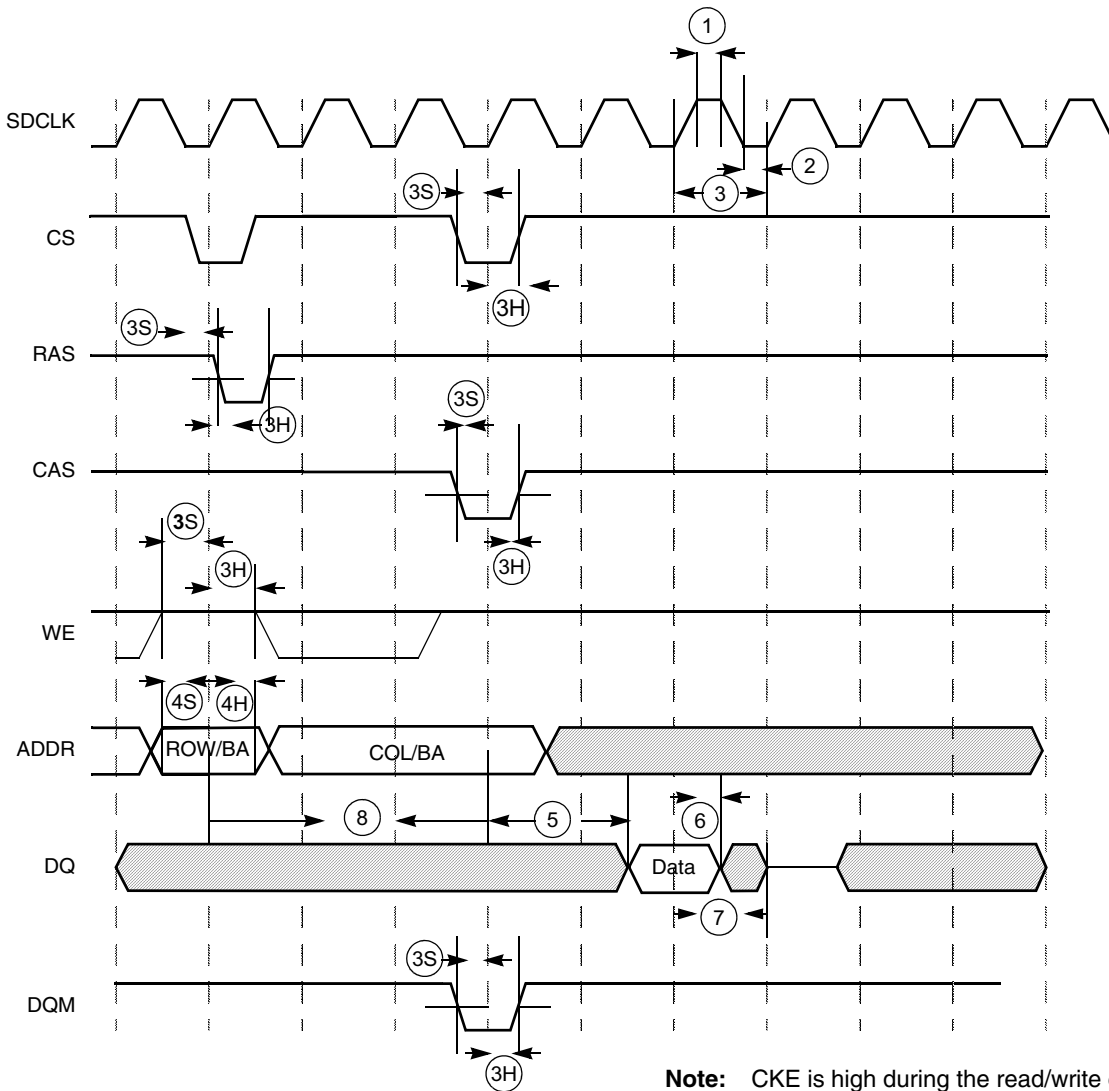 1
SDCLK
2
3S
3
CS
3H
3S
RAS
3S
3H
CAS
3S
3H
3H
WE
4S
4H
ADDR
ROW/BA
COL/BA
8
5
6
DQ
Data
7
3S
DQM
3H
Note: CKE is high during the read/write